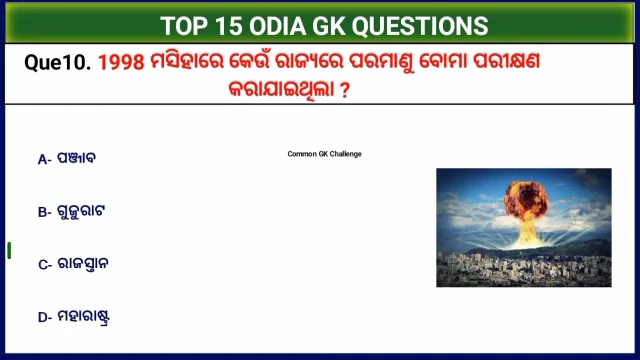 TOP 15 ODIA GK QUESTIONS
Que10. 1998 ମସିହାରେ କେଉଁ ରାଜ୍ୟରେ ପରମାଣୁ ବୋମା ପରୀକ୍ଷଣ
କରାଯାଇଥିଲା ?
Common GK Challenge
A- ପଞ୍ଜାବ
B- ଗୁଜୁରାଟ
C- ରାଜସ୍ତାନ
D- ମହାରାଷ୍ଟ୍ର